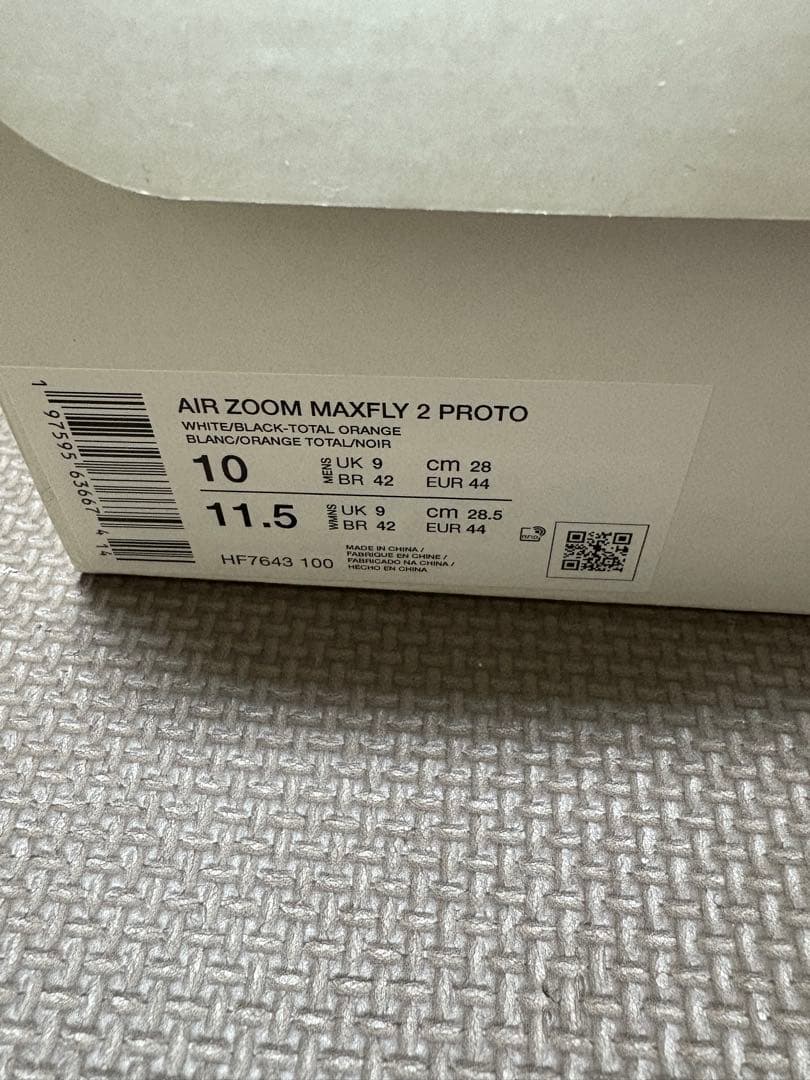 AIR ZOOM MAXFLY 2 PROTO
WHITE/BLACK-TOTAL ORANGE
BLANC/ORANGE TOTAL/NOIR
10 MENS UK 9 cm 28
BR 42 EUR 44
11.5 WMNS UK 9 cm 28.5
BR 42 EUR 44
HF7643 100
MADE IN CHINA /
FABRIQUE EN CHINE /
FABRICADO NA CHINA /
HECHO EN CHINA
1 97595 63667 4 14